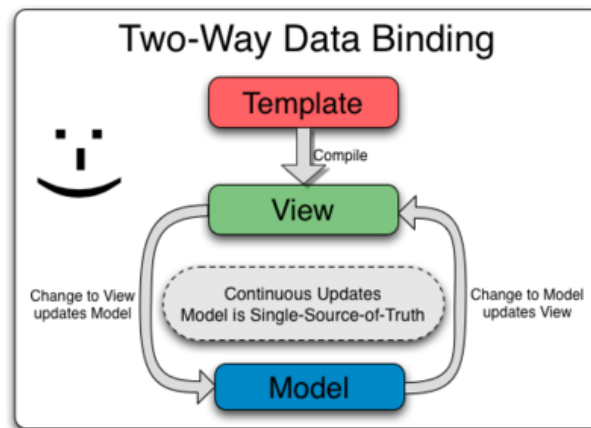 Two-Way Data Binding
Template
Compile
View
Change to View
updates Model
Continuous Updates
Model is Single-Source-of-Truth
Change to Model
updates View
Model